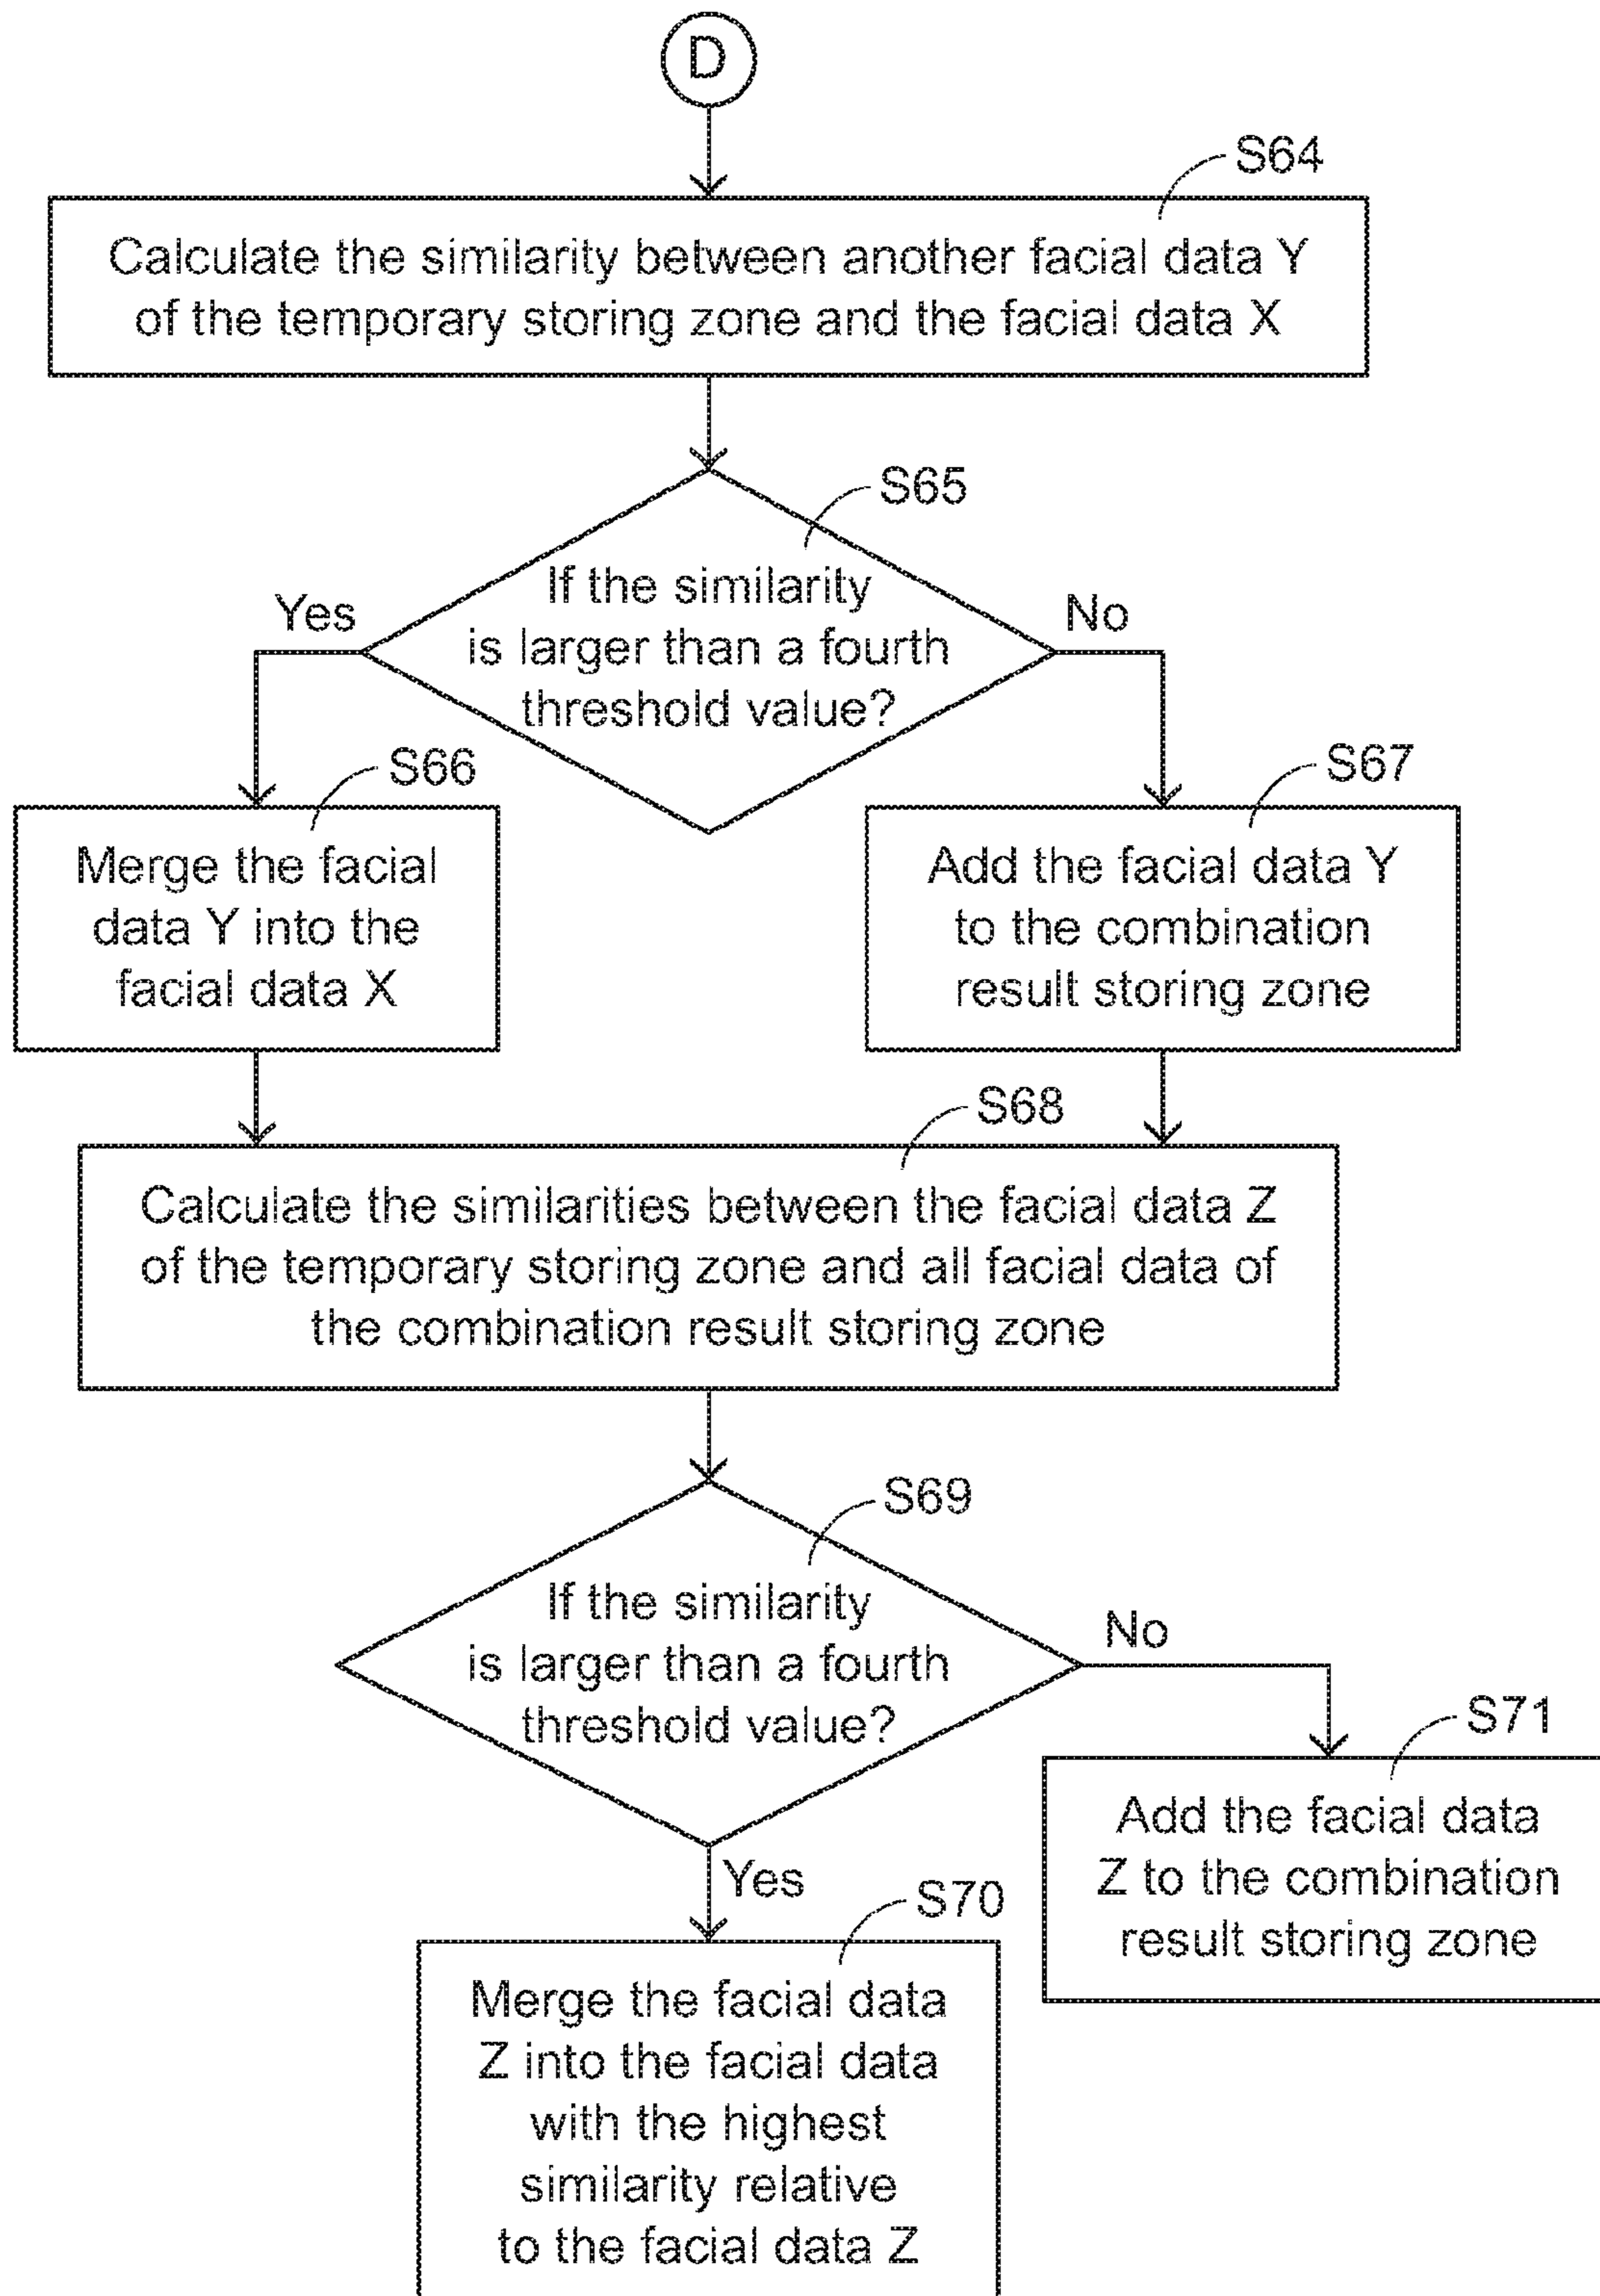 D
S64
Calculate the similarity between another facial data Y
of the temporary storing zone and the facial data X
S65
If the similarity
is larger than a fourth
threshold value?
Yes
No
S66
Merge the facial
data Y into the
facial data X
S67
Add the facial data Y
to the combination
result storing zone
S68
Calculate the similarities between the facial data Z
of the temporary storing zone and all facial data of
the combination result storing zone
S69
If the similarity
is larger than a fourth
threshold value?
No
S71
Add the facial data
Z to the combination
result storing zone
Yes
S70
Merge the facial data
Z into the facial data
with the highest
similarity relative
to the facial data Z